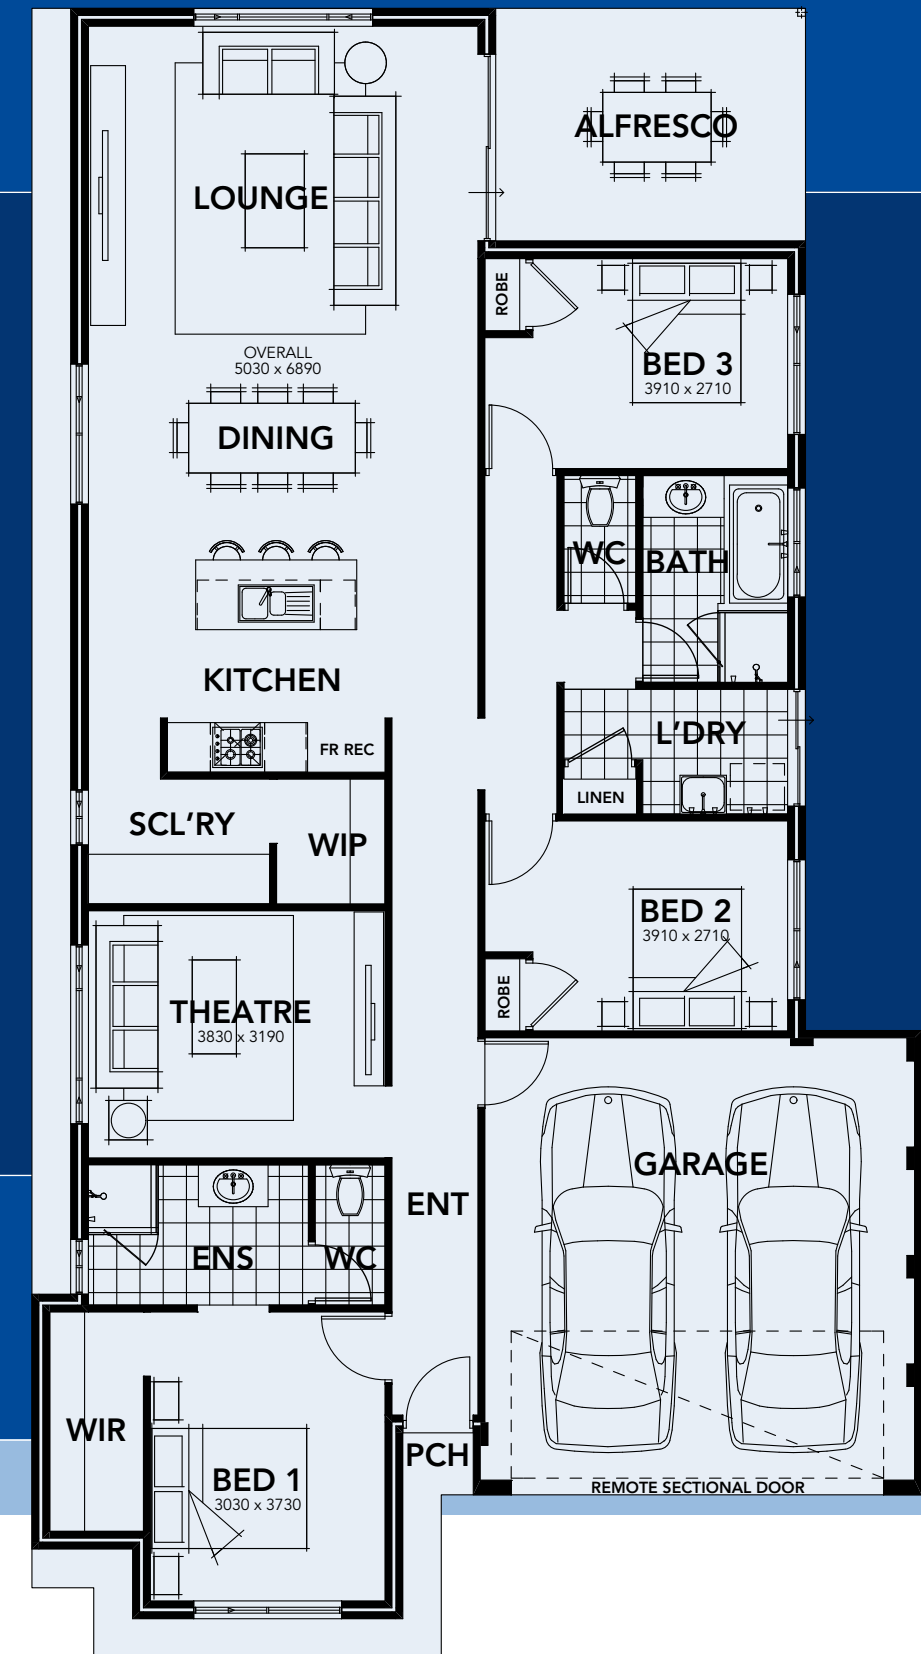 ALFRESCO
LOUNGE
ROBE
OVERALL
5030 x 6890
BED 3
3910 x 2710
DINING
WC
BATH
KITCHEN
L'DRY
FR REC
LINEN
SCL'RY
WIP
BED 2
3910 x 2710
ROBE
THEATRE
3830 x 3190
GARAGE
ENT
ENS
WC
WIR
PCH
BED 1
3030 x 3730
REMOTE SECTIONAL DOOR